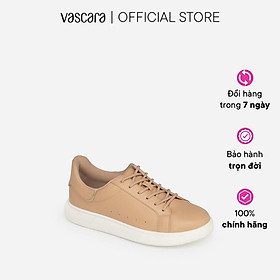 vascara | OFFICIAL STORE
Đổi hàng
trong 7 ngày
Bảo hành
trọn đời
100%
chính hãng